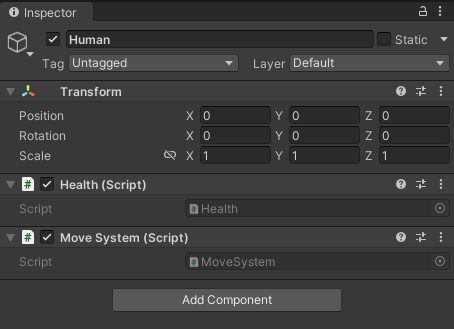 Inspector
Human
Static
Tag Untagged Layer Default
Transform
Position X 0 Y 0 Z 0
Rotation X 0 Y 0 Z 0
Scale X 1 Y 1 Z 1
# Health (Script)
Script # Health
# Move System (Script)
Script # MoveSystem
Add Component